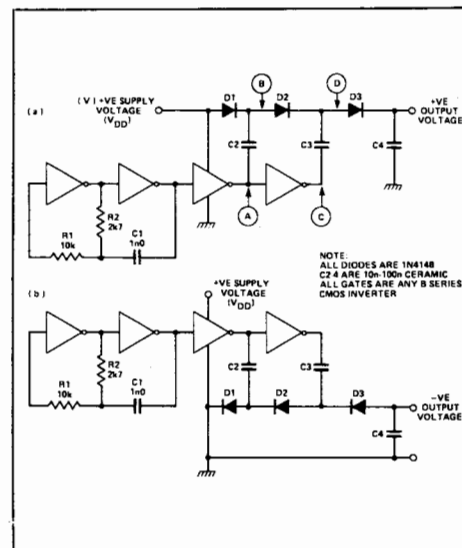 (a)
(V) +VE SUPPLY
VOLTAGE
(VDD)
D1
B
D2
D
D3
+VE
OUTPUT
VOLTAGE
C2
C3
C4
A
C
R2
2k7
C1
1n0
R1
10k
NOTE:
ALL DIODES ARE 1N4148
C2 4 ARE 10n-100n CERAMIC
ALL GATES ARE ANY B SERIES
CMOS INVERTER
(b)
+VE SUPPLY
VOLTAGE
(VDD)
R2
2k7
C1
1n0
R1
10k
C2
C3
D1
D2
D3
-VE
OUTPUT
VOLTAGE
C4